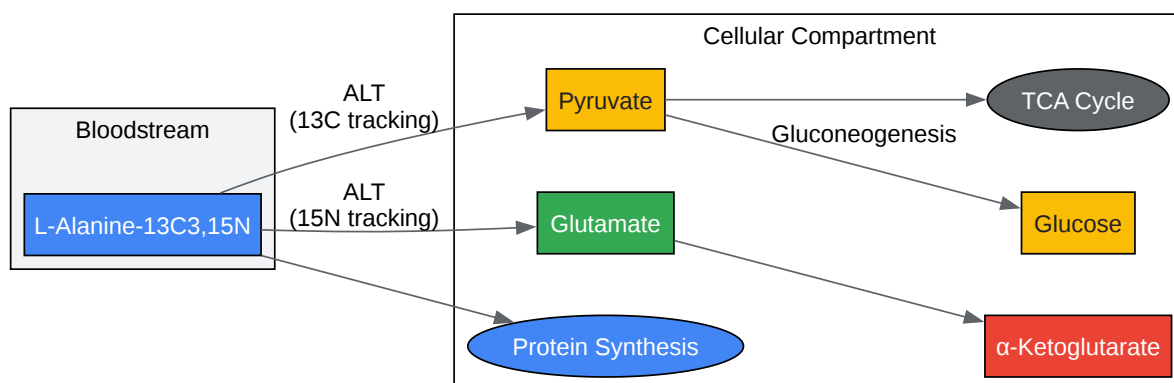 Cellular Compartment
Bloodstream
L-Alanine-13C3,15N
ALT
(13C tracking)
ALT
(15N tracking)
Pyruvate
TCA Cycle
Gluconeogenesis
Glutamate
Glucose
Protein Synthesis
α-Ketoglutarate